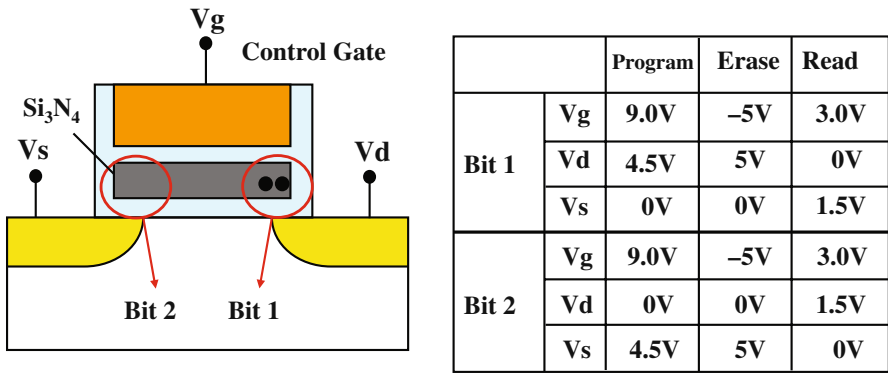 Vg
Control Gate
Si₃N₄
Vs
Vd
Bit 2
Bit 1
Program Erase Read
Bit 1
Vg 9.0V –5V 3.0V
Vd 4.5V 5V 0V
Vs 0V 0V 1.5V
Bit 2
Vg 9.0V –5V 3.0V
Vd 0V 0V 1.5V
Vs 4.5V 5V 0V